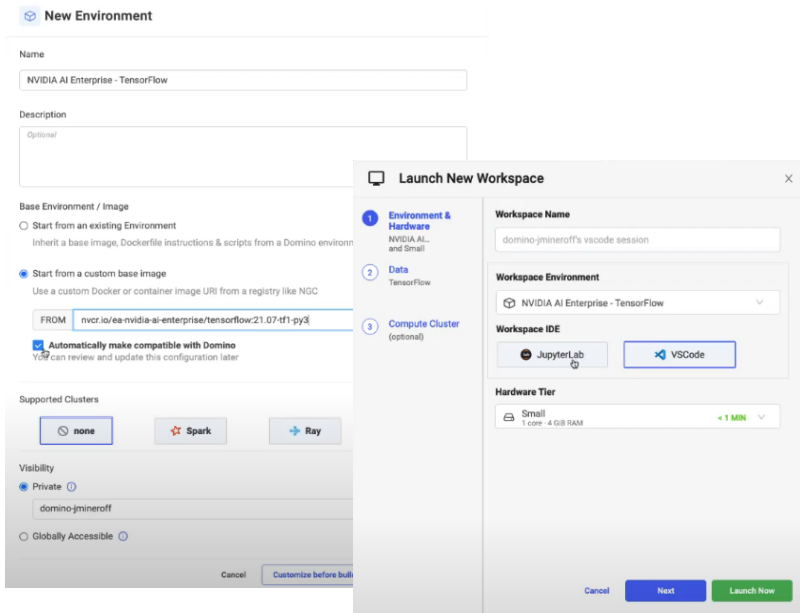 New Environment
Name
NVIDIA AI Enterprise - TensorFlow
Description
Optional
Base Environment / Image
Start from an existing Environment
Inherit a base image, Dockerfile instructions & scripts from a Domino
Start from a custom base image
Use a custom Docker or container image URI from a registry like NGC
FROM nvcr.io/ea-nvidia-ai-enterprise/tensorflow:21.07-tf1-py3
Automatically make compatible with Domino
You can review and update this configuration later
Supported Clusters
none Spark Ray
Visibility
Private
domino-jmineroff
Globally Accessible
Cancel Customize before
Launch New Workspace
1 Environment & Hardware
NVIDIA AI...
and Small
2 Data
TensorFlow
3 Compute Cluster
(optional)
Workspace Name
domino-jmineroff's vscode session
Workspace Environment
NVIDIA AI Enterprise - TensorFlow
Workspace IDE
JupyterLab VSCode
Hardware Tier
Small
1 core · 4 GiB RAM
< 1 MIN
Cancel Next Launch Now